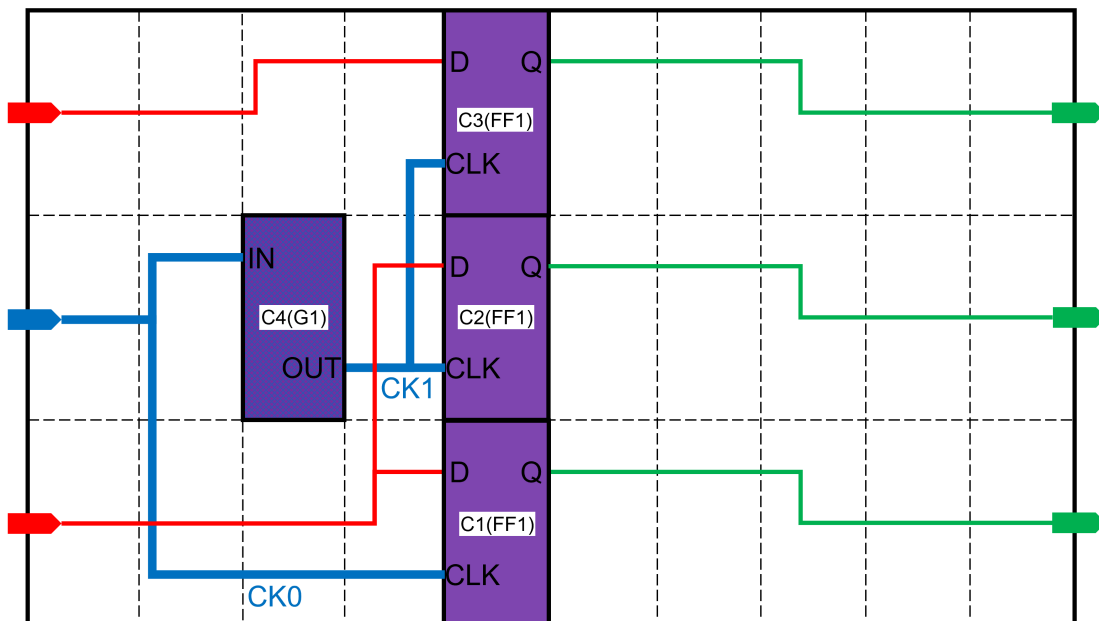 D Q
C3(FF1)
CLK
IN
C4(G1)
OUT
CK1
D Q
C2(FF1)
CLK
D Q
C1(FF1)
CLK
CK0